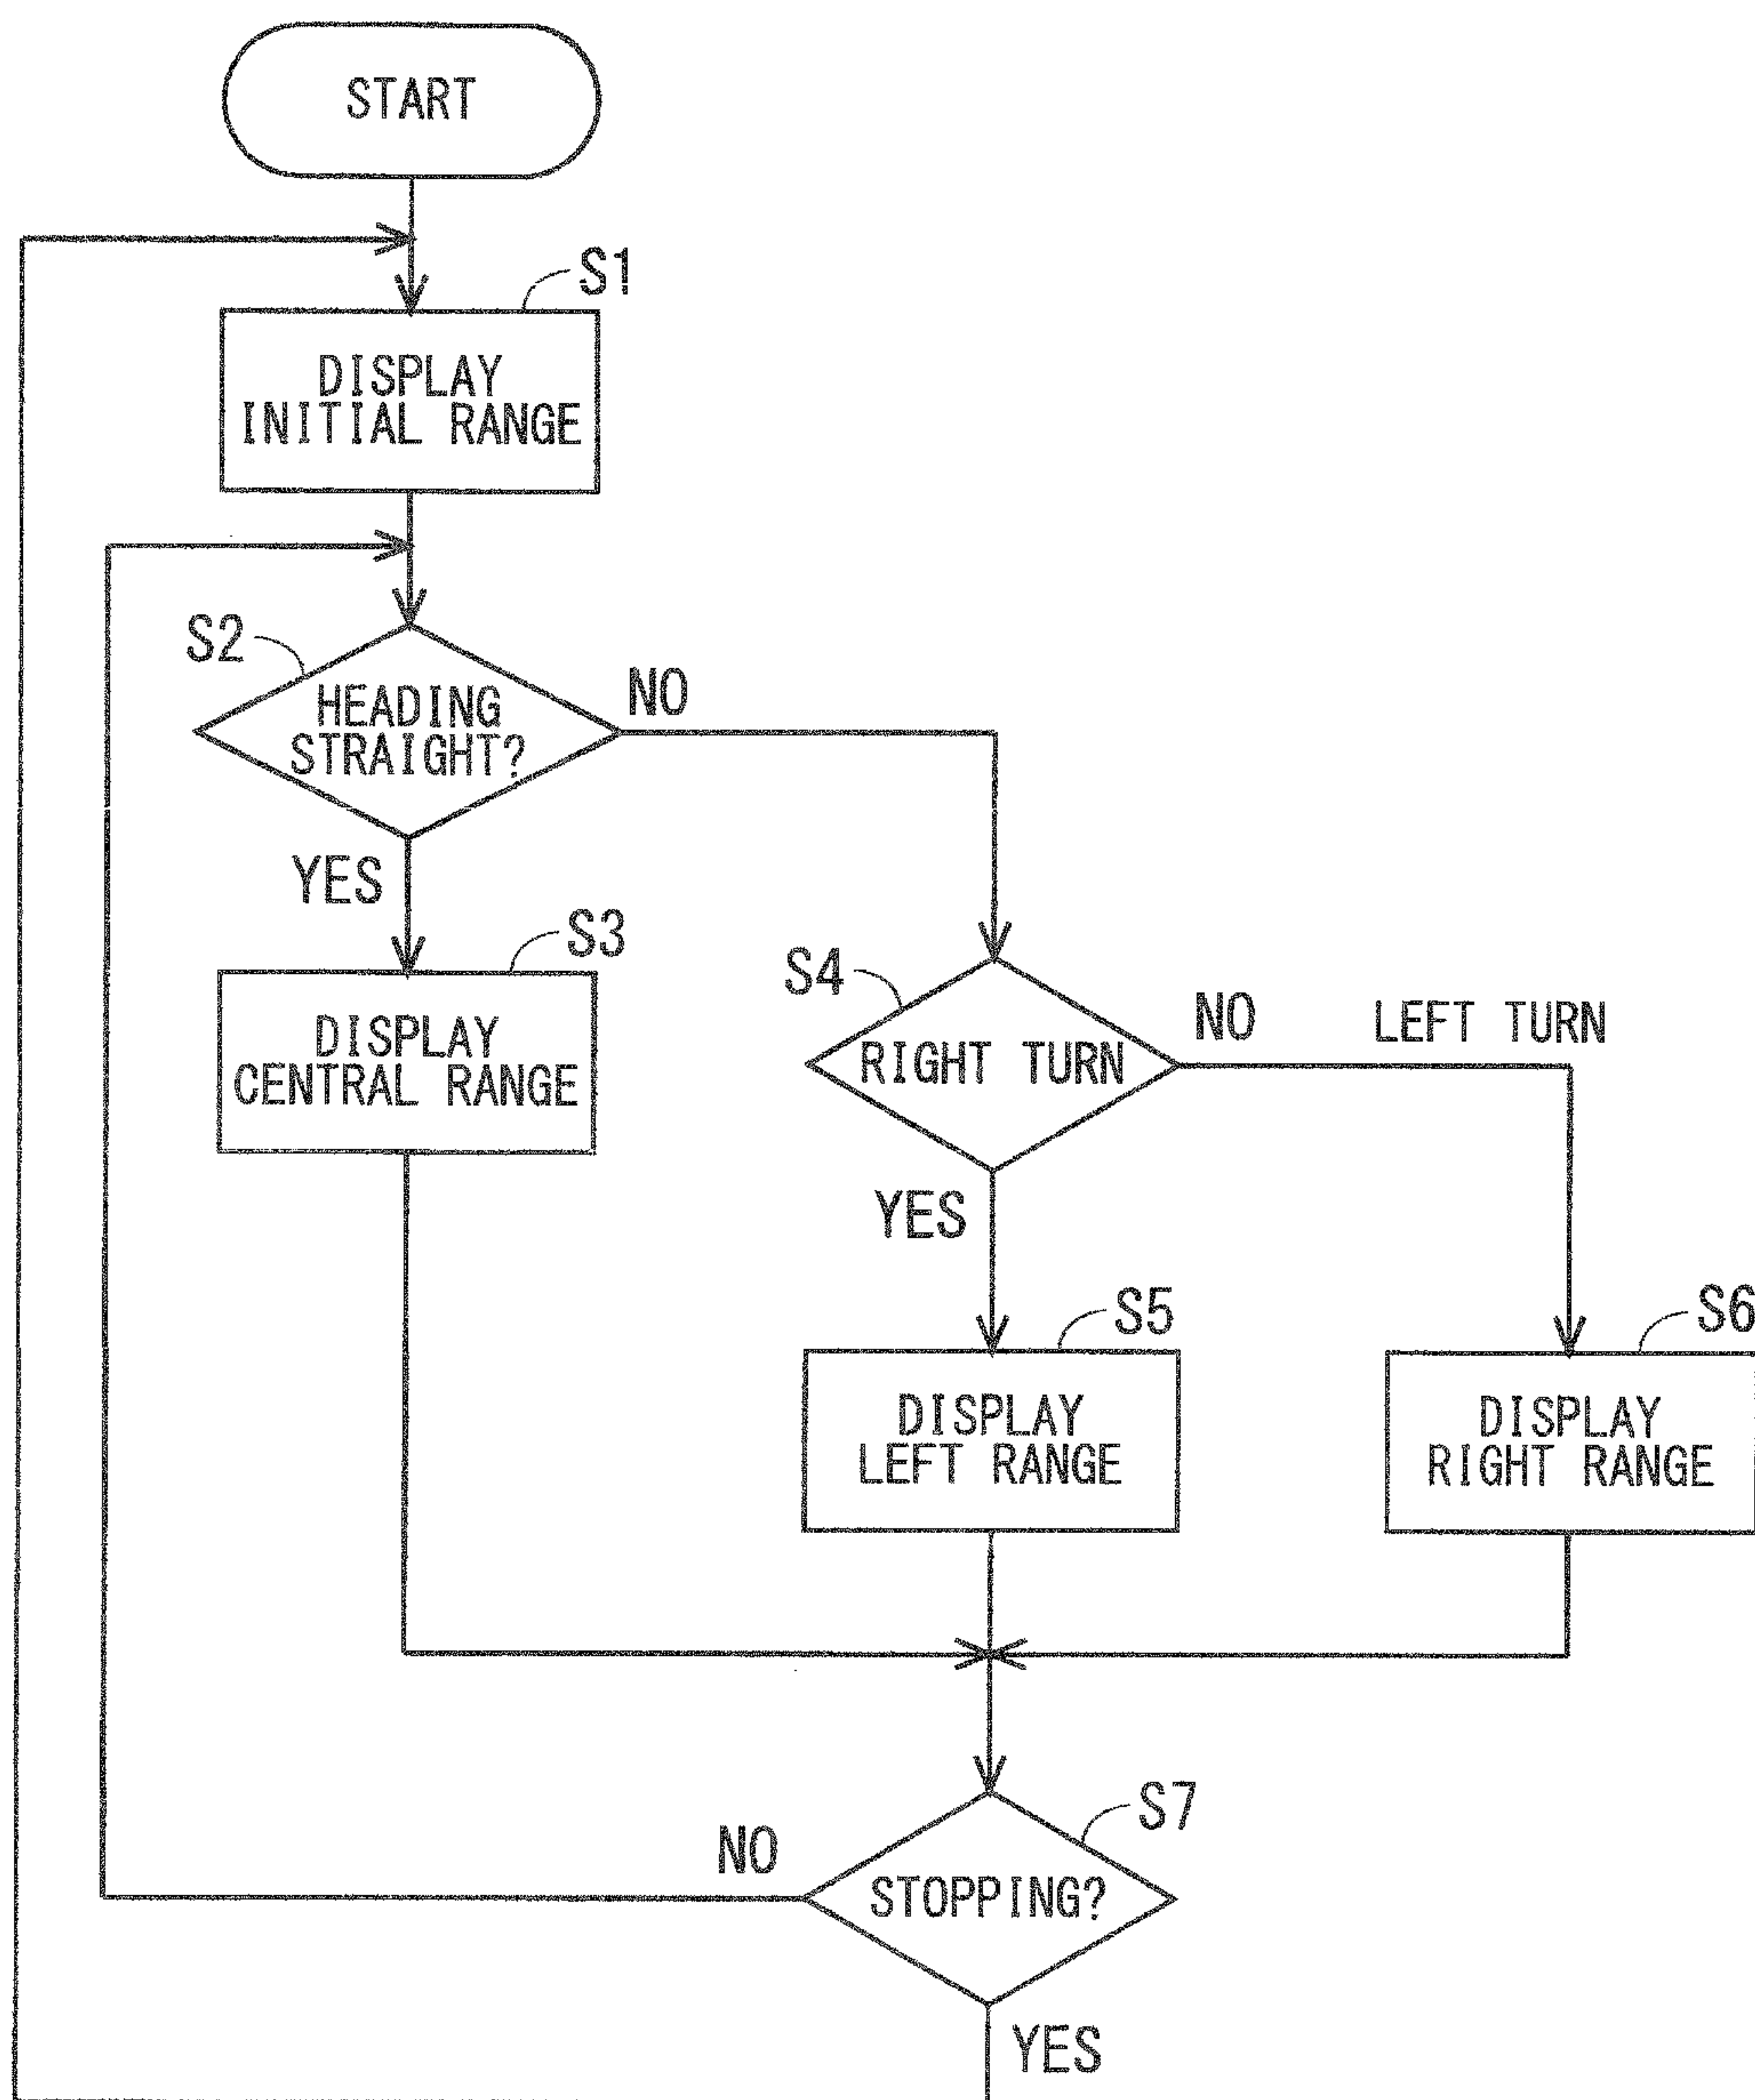 START
S1
DISPLAY
INITIAL RANGE
S2
HEADING
STRAIGHT?
NO
YES
S3
DISPLAY
CENTRAL RANGE
S4
RIGHT TURN
NO
LEFT TURN
YES
S5
DISPLAY
LEFT RANGE
S6
DISPLAY
RIGHT RANGE
S7
STOPPING?
NO
YES